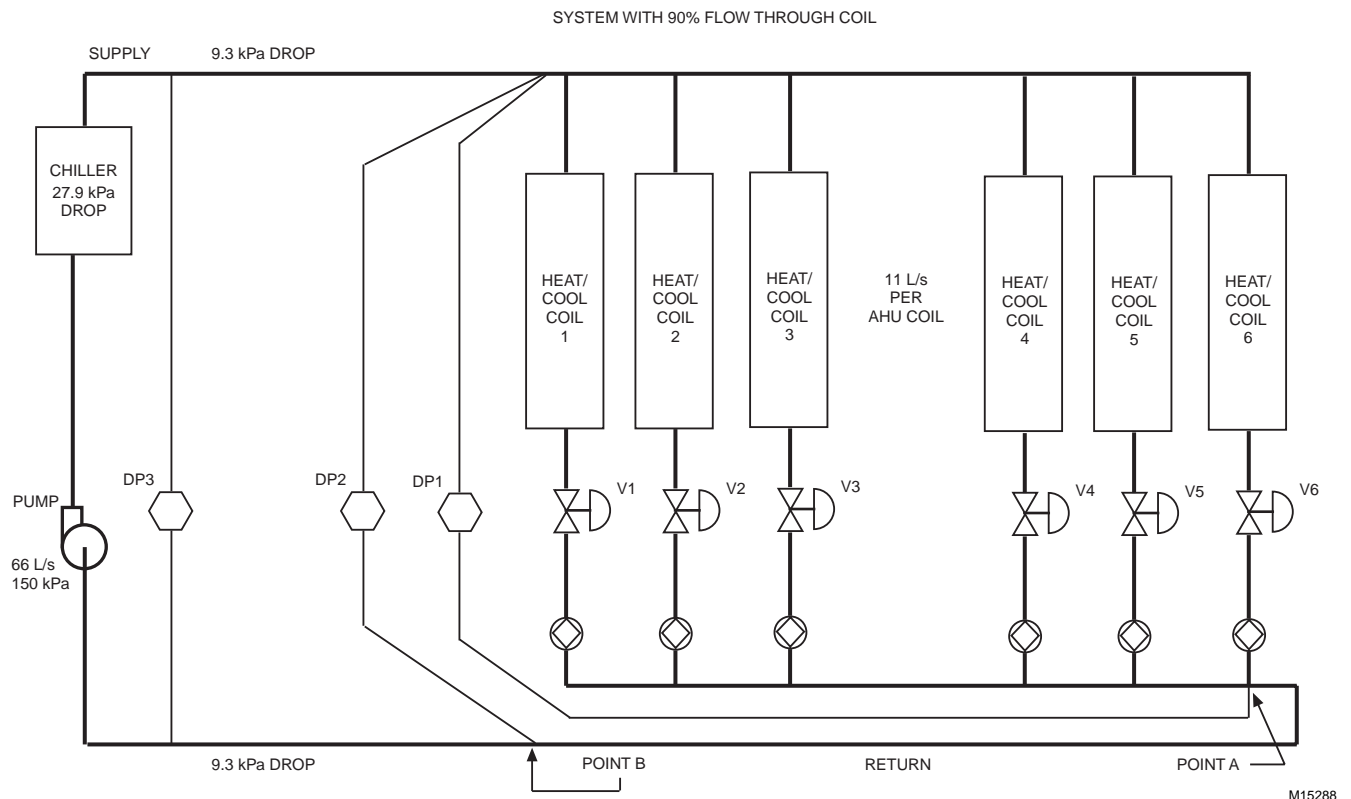 SYSTEM WITH 90% FLOW THROUGH COIL
SUPPLY
9.3 kPa DROP
CHILLER
27.9 kPa
DROP
HEAT/
COOL
COIL
1
HEAT/
COOL
COIL
2
HEAT/
COOL
COIL
3
11 L/s
PER
AHU COIL
HEAT/
COOL
COIL
4
HEAT/
COOL
COIL
5
HEAT/
COOL
COIL
6
DP3
DP2
DP1
V1
V2
V3
V4
V5
V6
PUMP
66 L/s
150 kPa
9.3 kPa DROP
POINT B
RETURN
POINT A
M15288